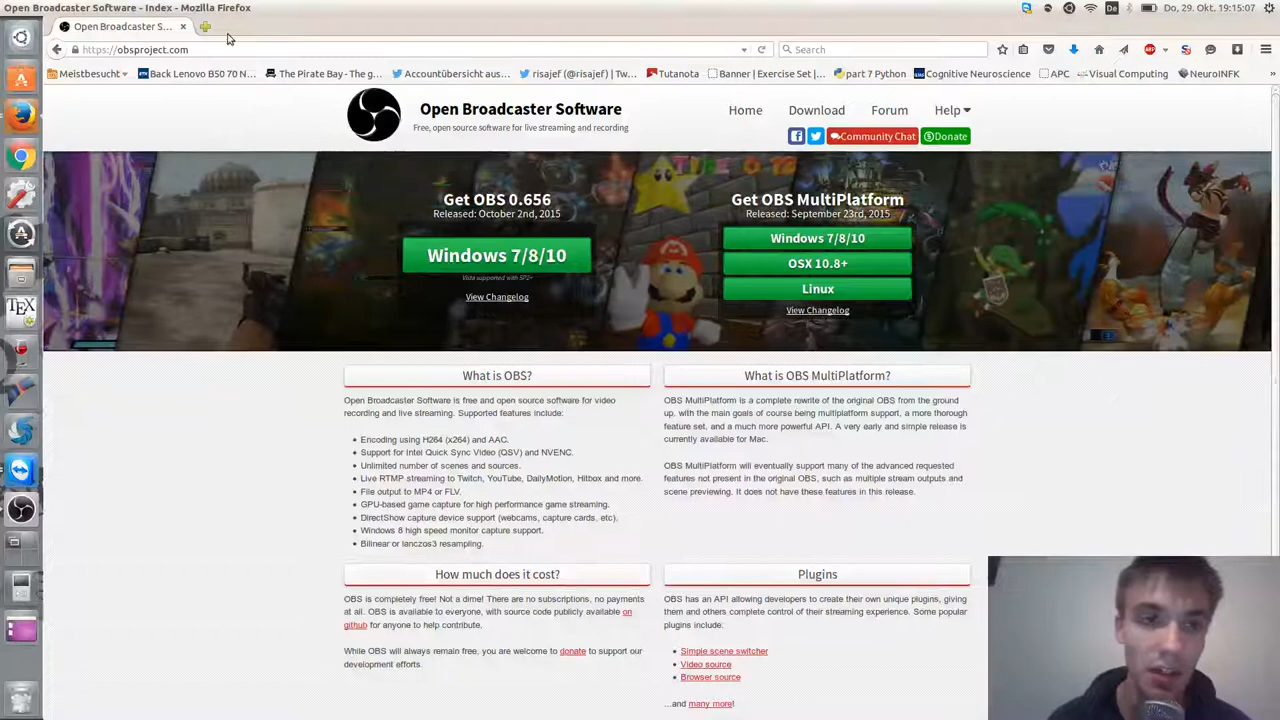 Open Broadcaster Software - Index - Mozilla Firefox
De
Do, 29. Okt. 19:15:07
Open Broadcaster S...
https://obsproject.com
Search
Meistbesucht
Back Lenovo B50 70 N...
The Pirate Bay - The g...
Accountübersicht aus...
risajef (@risajef) | Tw...
Tutanota
Banner | Exercise Set ...
part 7 Python
Cognitive Neuroscience
APC
Visual Computing
NeuroINFK
Open Broadcaster Software
Free, open source software for live streaming and recording
Home
Download
Forum
Help
Community Chat
Donate
Get OBS 0.656
Released: October 2nd, 2015
Windows 7/8/10
Vista supported with SP2+
View Changelog
Get OBS MultiPlatform
Released: September 23rd, 2015
Windows 7/8/10
OSX 10.8+
Linux
View Changelog
What is OBS?
Open Broadcaster Software is free and open source software for video
recording and live streaming. Supported features include:
• Encoding using H264 (x264) and AAC.
• Support for Intel Quick Sync Video (QSV) and NVENC.
• Unlimited number of scenes and sources.
• Live RTMP streaming to Twitch, YouTube, DailyMotion, Hitbox and more.
• File output to MP4 or FLV.
• GPU-based game capture for high performance game streaming.
• DirectShow capture device support (webcams, capture cards, etc).
• Windows 8 high speed monitor capture support.
• Bilinear or lanczos3 resampling.
What is OBS MultiPlatform?
OBS MultiPlatform is a complete rewrite of the original OBS from the ground
up, with the main goals of course being multiplatform support, a more thorough
feature set, and a much more powerful API. A very early and simple release is
currently available for Mac.
OBS MultiPlatform will eventually support many of the advanced requested
features not present in the original OBS, such as multiple stream outputs and
scene previewing. It does not have these features in this release.
How much does it cost?
OBS is completely free! Not a dime! There are no subscriptions, no payments
at all. OBS is available to everyone, with source code publicly available on
github for anyone to help contribute.
While OBS will always remain free, you are welcome to donate to support our
development efforts.
Plugins
OBS has an API allowing developers to create their own unique plugins, giving
them and others complete control of their streaming experience. Some popular
plugins include:
• Simple scene switcher
• Video source
• Browser source
...and many more!
TEX